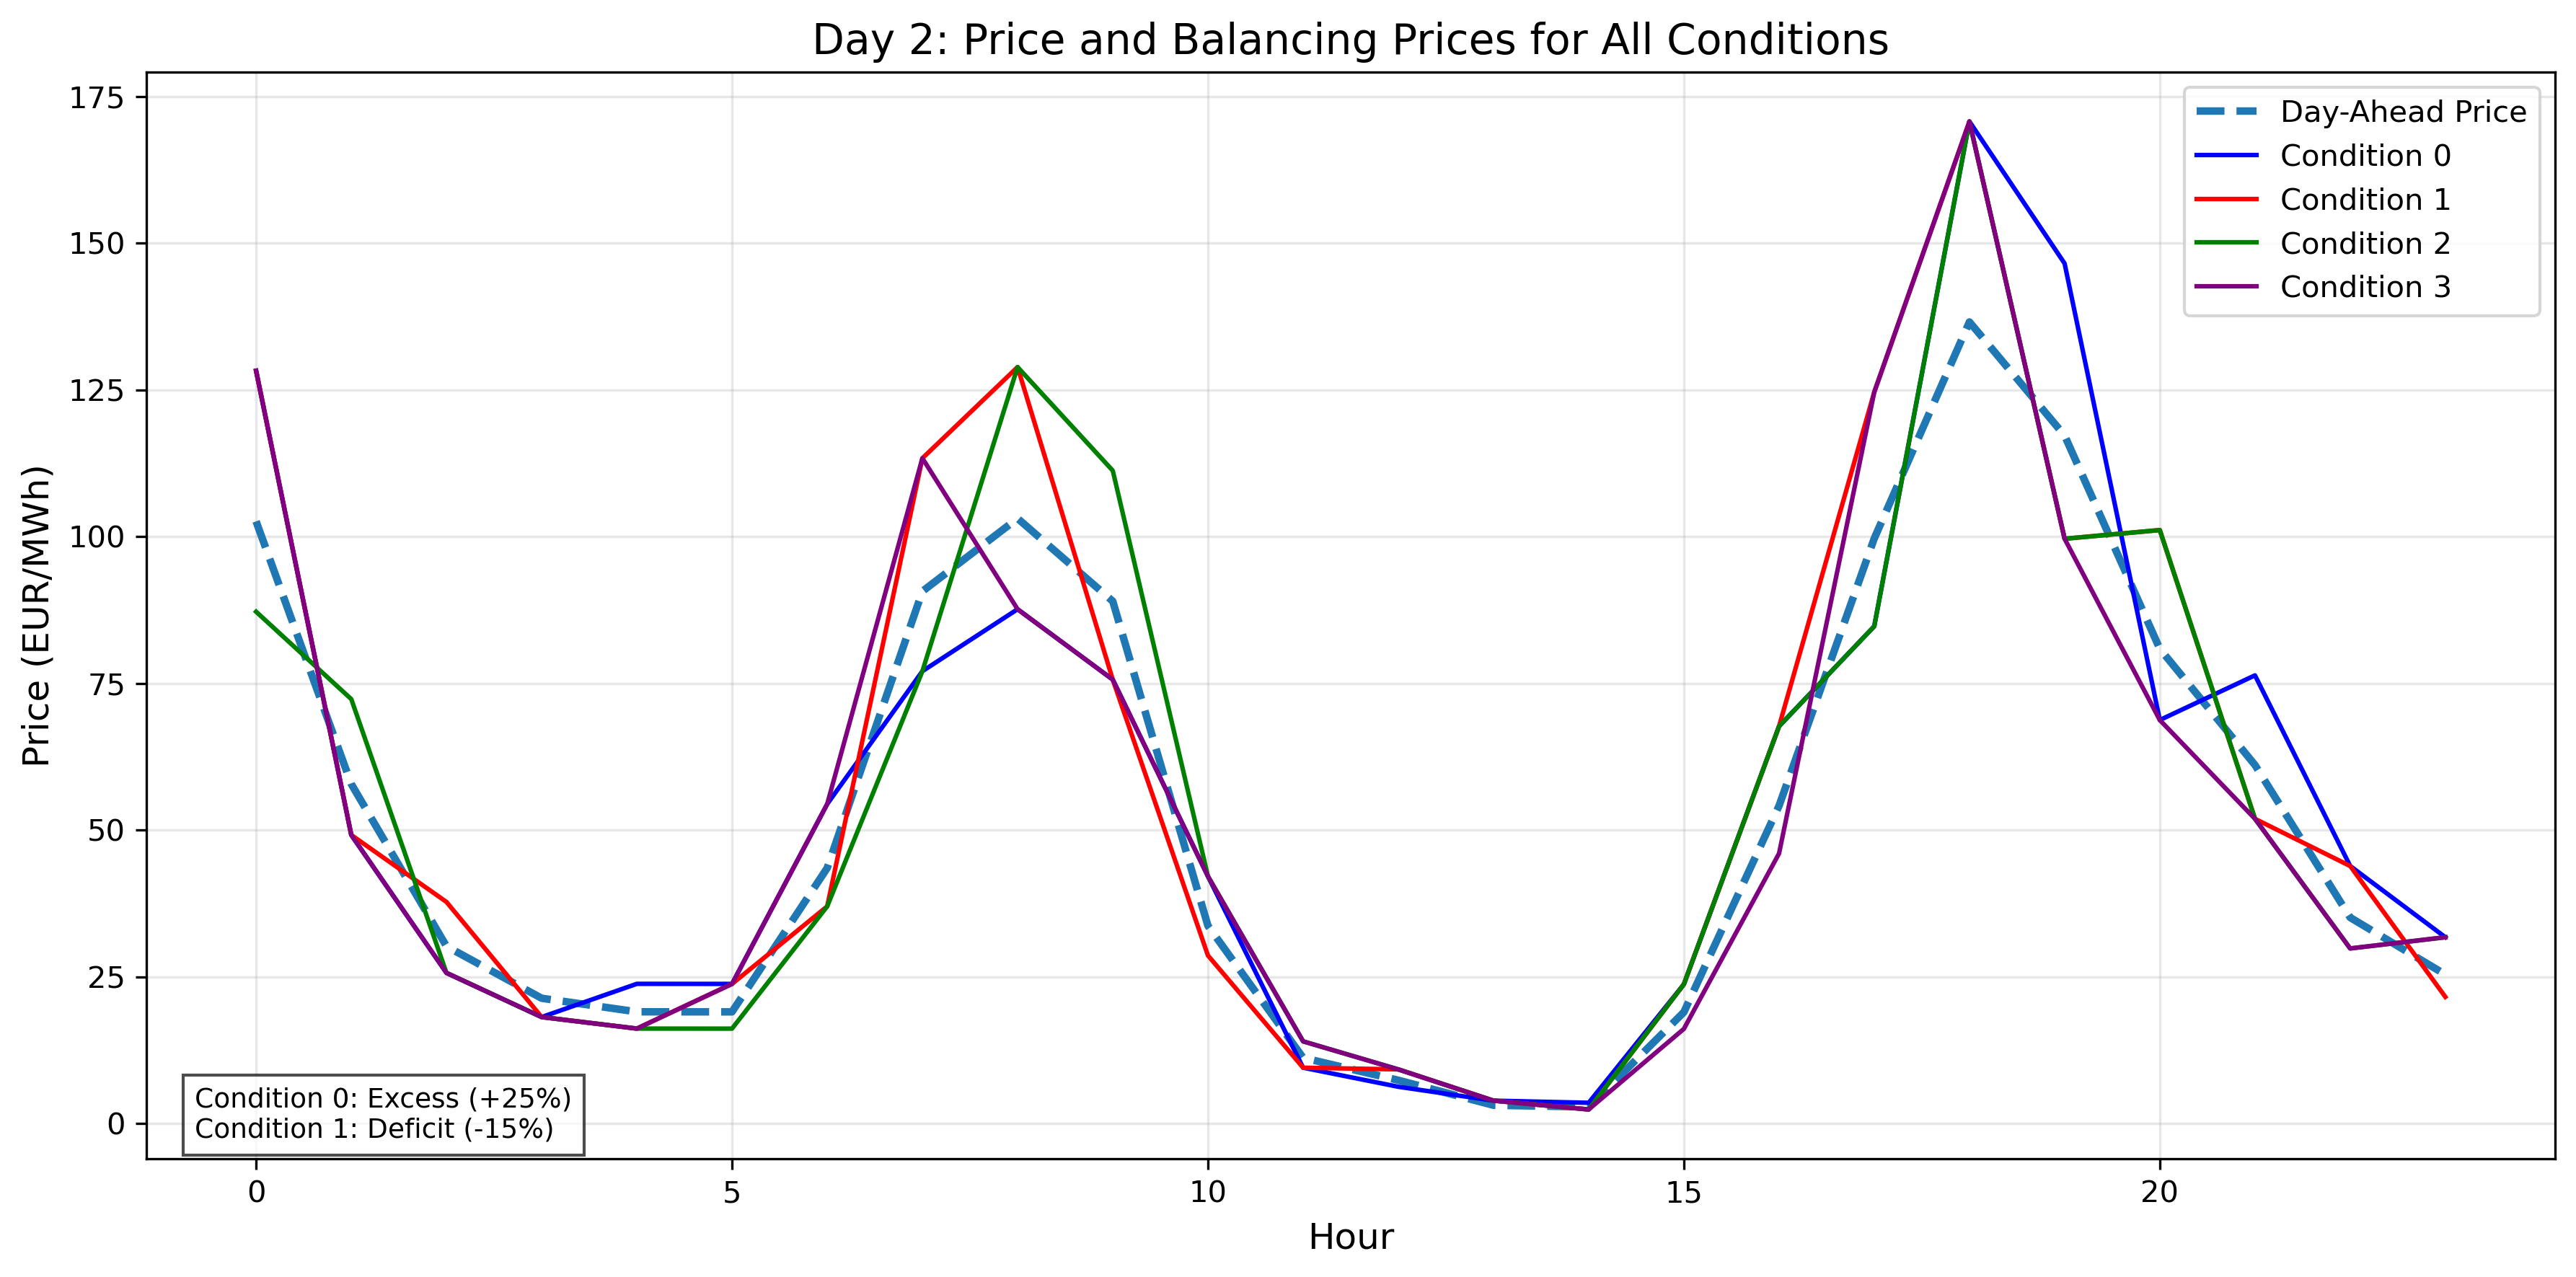 Day 2: Price and Balancing Prices for All Conditions
Price (EUR/MWh)
175
150
125
100
75
50
25
0
Day-Ahead Price
Condition 0
Condition 1
Condition 2
Condition 3
Condition 0: Excess (+25%)
Condition 1: Deficit (-15%)
0 5 10 15 20
Hour